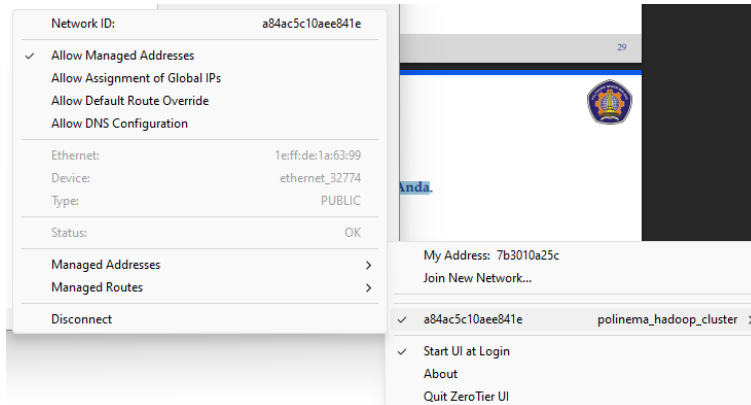 Network ID: a84ac5c10aee841e
Allow Managed Addresses
Allow Assignment of Global IPs
Allow Default Route Override
Allow DNS Configuration
Ethernet: 1e:ff:de:1a:63:99
Device: ethernet_32774
Type: PUBLIC
Status: OK
Managed Addresses
Managed Routes
Disconnect
29
Anda.
My Address: 7b3010a25c
Join New Network...
a84ac5c10aee841e polinema_hadoop_cluster
Start UI at Login
About
Quit ZeroTier UI